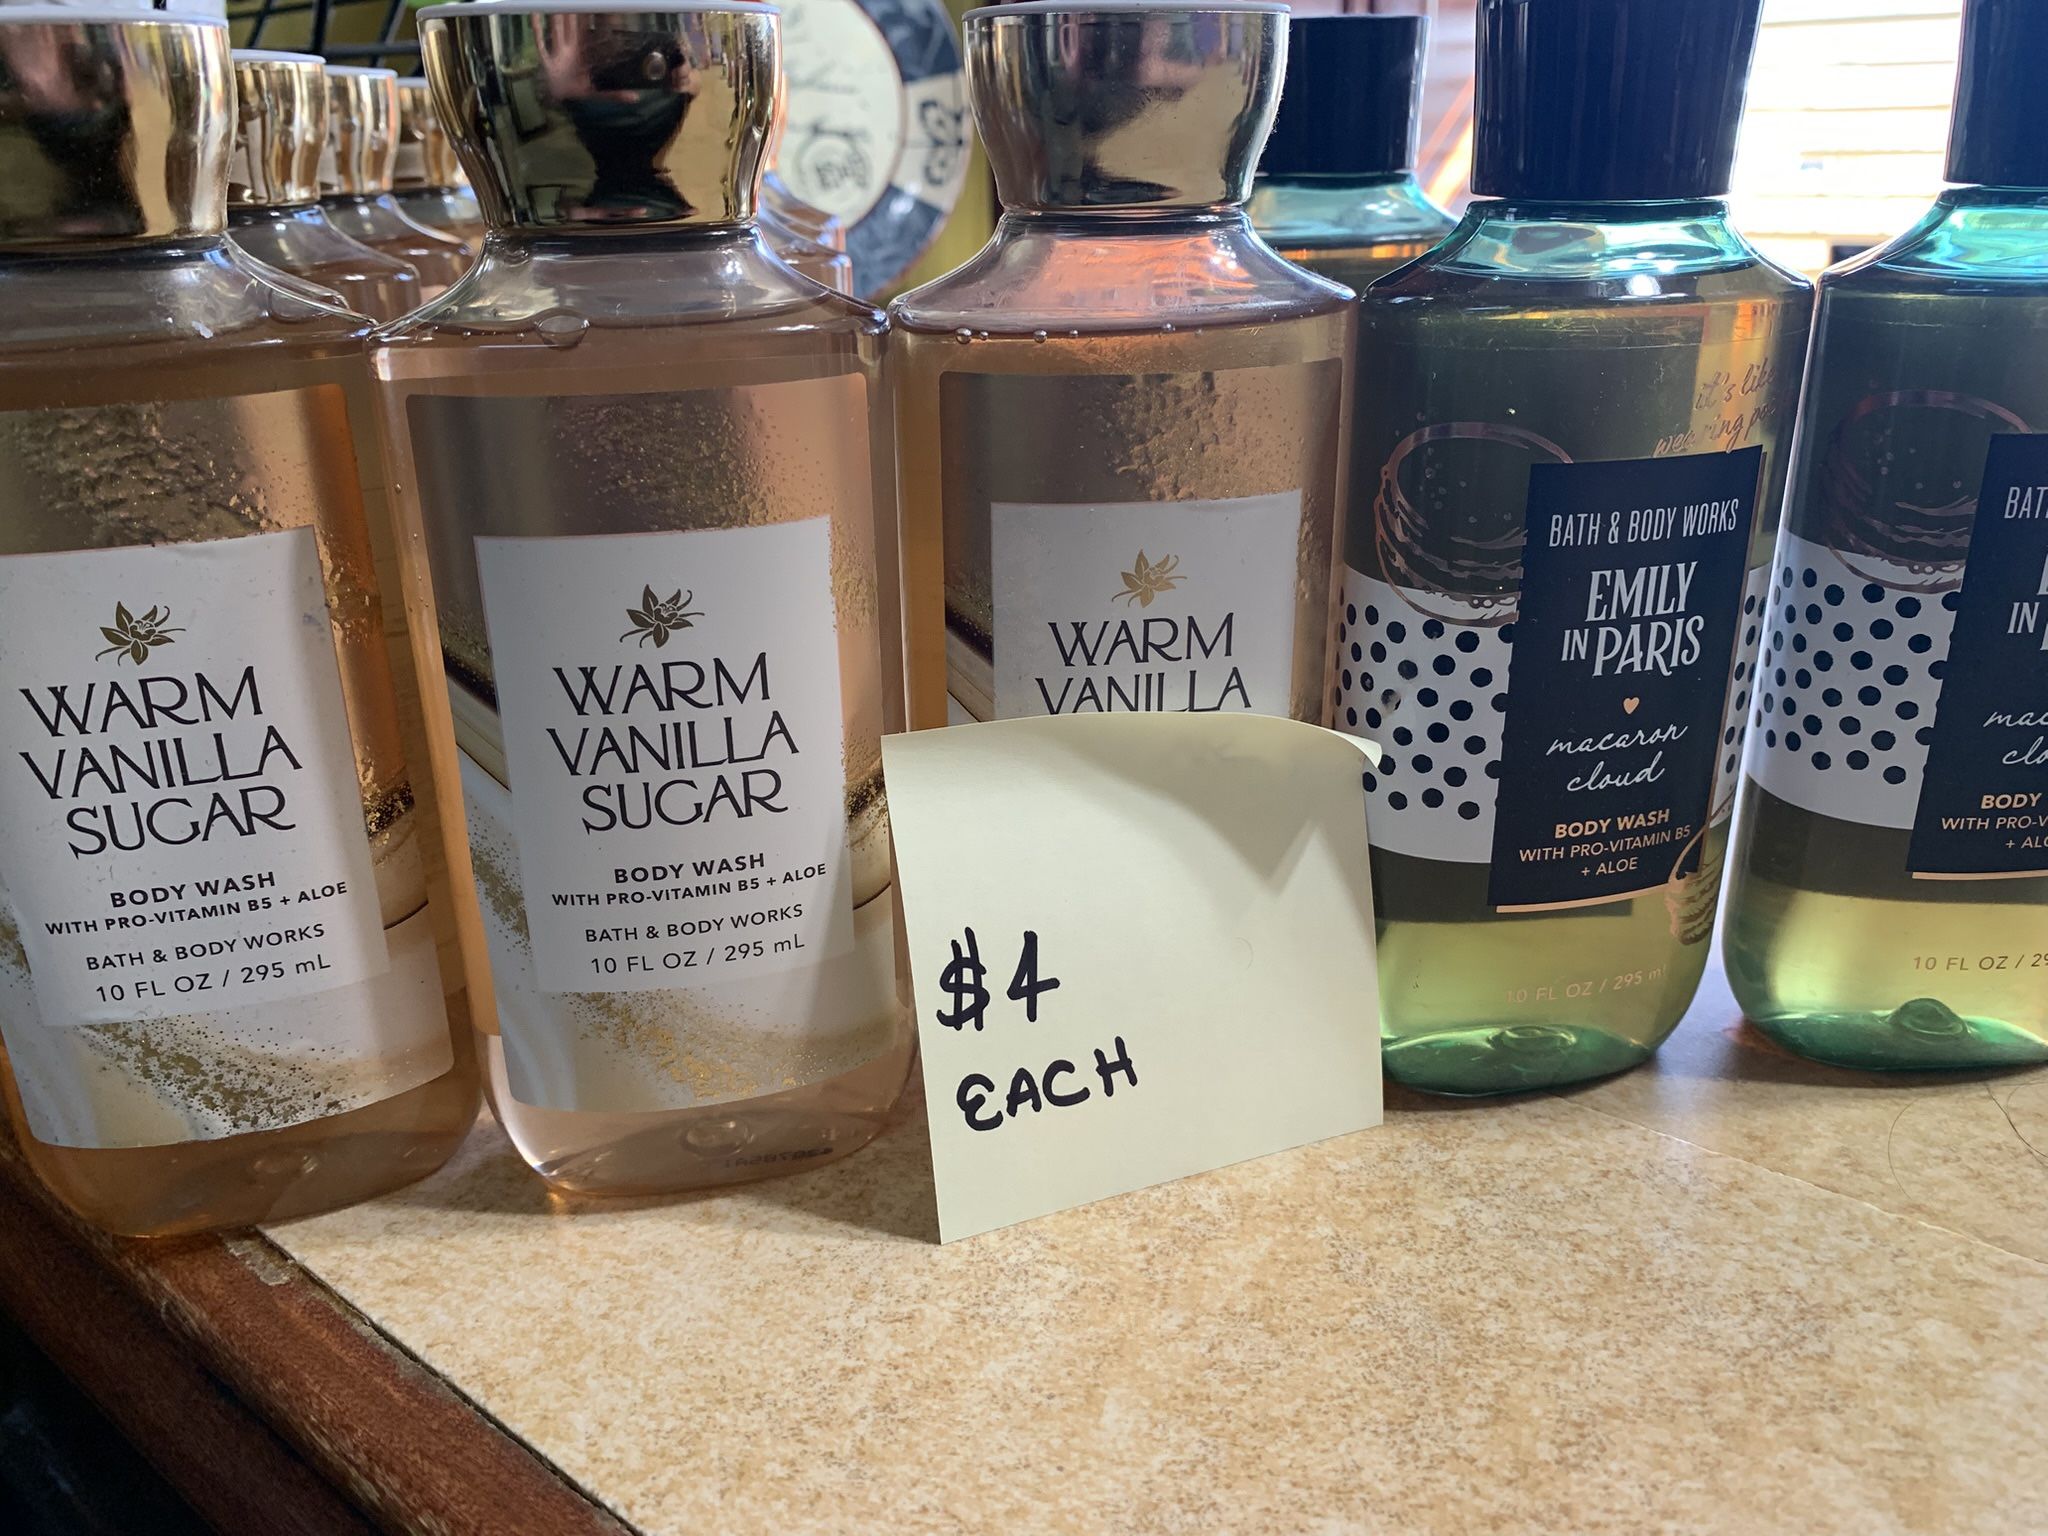 WARM
VANILLA
SUGAR
BODY WASH
WITH PRO-VITAMIN B5 + ALOE
BATH & BODY WORKS
10 FL OZ / 295 mL
WARM
VANILLA
SUGAR
BODY WASH
WITH PRO-VITAMIN B5 + ALOE
BATH & BODY WORKS
10 FL OZ / 295 mL
WARM
VANILLA
$4
EACH
it's like
BATH & BODY WORKS
EMILY
IN PARIS
macaron
cloud
BODY WASH
WITH PRO-VITAMIN B5
+ ALOE
10 FL OZ / 295 mL
IN
BODY
10 FL OZ